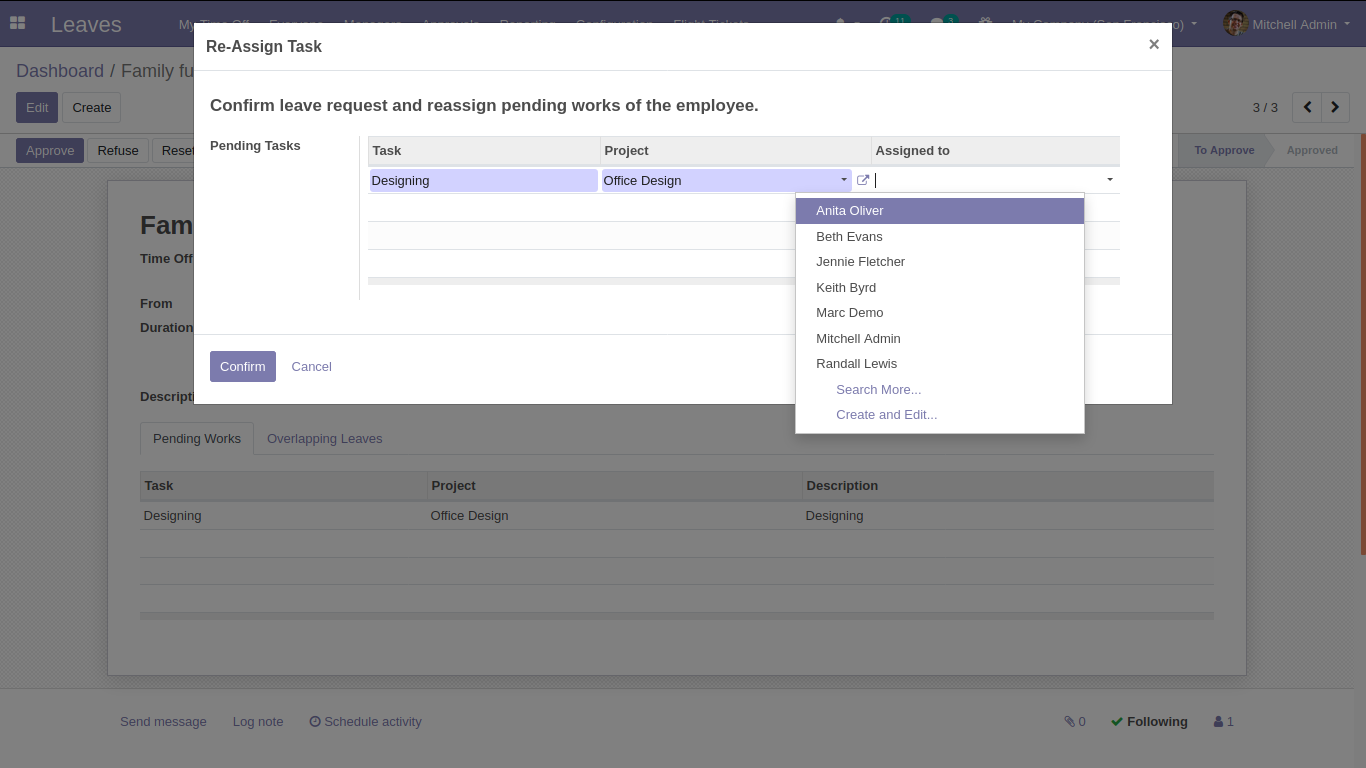 Leaves
11
3
Mitchell Admin
Re-Assign Task
×
Dashboard / Family fu
Edit
Create
3 / 3
Confirm leave request and reassign pending works of the employee.
Pending Tasks
Task
Project
Assigned to
Approve
Refuse
Reset
To Approve
Approved
Designing
Office Design
Anita Oliver
Beth Evans
Jennie Fletcher
Keith Byrd
Marc Demo
Mitchell Admin
Randall Lewis
Search More...
Create and Edit...
Fam
Time Off
From
Duration
Confirm
Cancel
Descripti
Pending Works
Overlapping Leaves
Task
Project
Description
Designing
Office Design
Designing
Send message
Log note
Schedule activity
0
Following
1